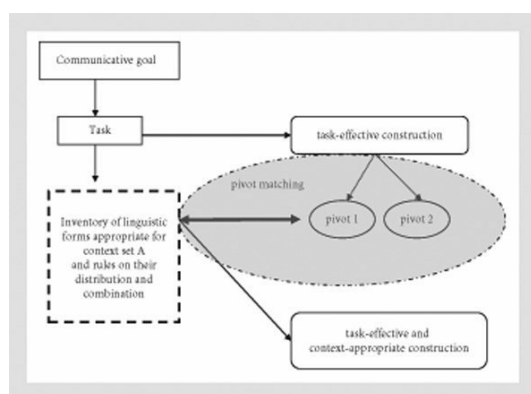 Communicative goal
Task
task-effective construction
pivot matching
pivot 1
pivot 2
Inventory of linguistic
forms appropriate for
context set A
and rules on their
distribution and
combination
task-effective and
context-appropriate construction